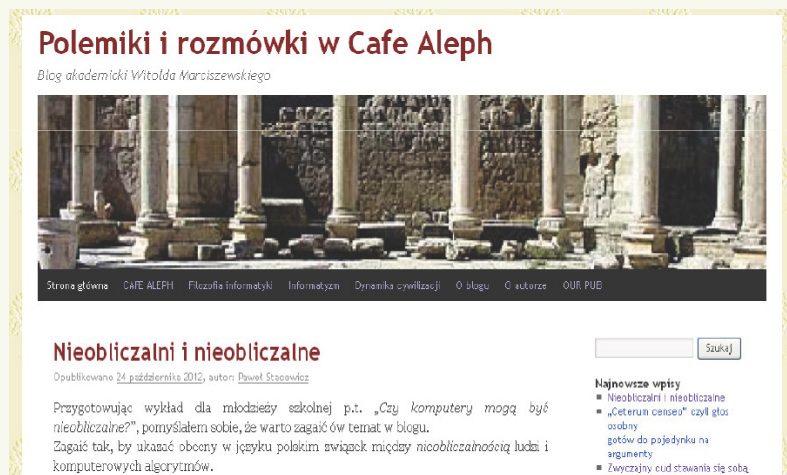 Polemiki i rozmówki w Cafe Aleph
Blog akademicki Witolda Marciszewskiego
Strona główna CAFE ALEPH Filozofia informatyki Informatyzm Dynamika cywilizacji O blogu O autorze OUR PUB
Nieobliczalni i nieobliczalne
Opublikowano 24 października 2012, autor: Paweł Stacewicz
Przygotowując wykład dla młodzieży szkolnej p.t. „Czy komputery mogą być
nieobliczalne?”, pomyślałem sobie, że warto zagaić ów temat w blogu.
Zagaić tak, by ukazać obecny w języku polskim związek między nieobliczalnością ludzi i
komputerowych algorytmów.
Szukaj
Najnowsze wpisy
Nieobliczalni i nieobliczalne
„Ceterum censeo” czyli głos
osobny
gotów do pojedynku na
argumenty
Zwyczajny cud stawania się sobą